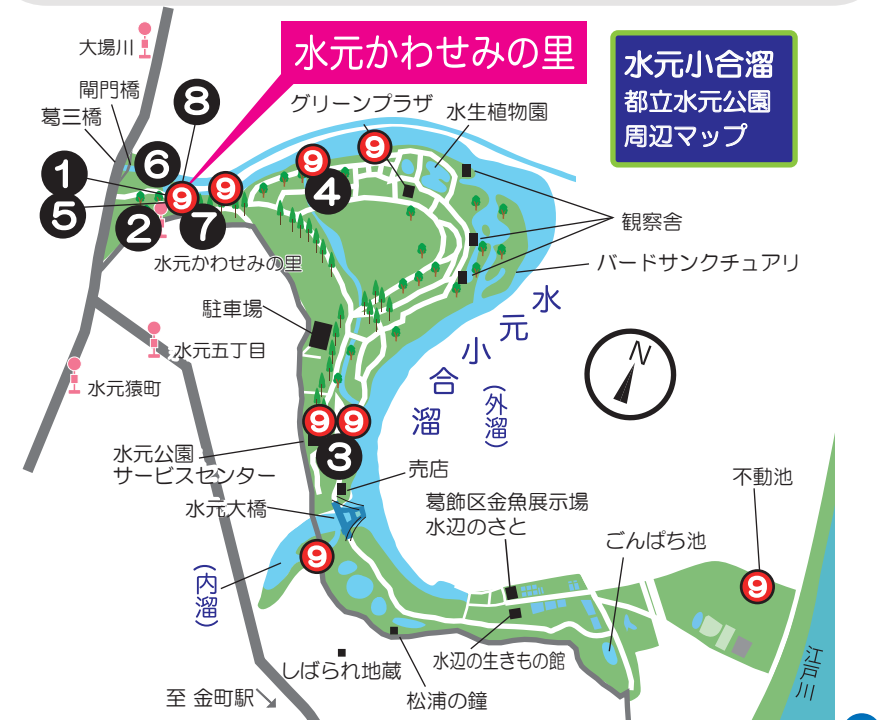 水元かわせみの里
水元小合溜
都立水元公園
周辺マップ
大場川
閘門橋
葛三橋
グリーンプラザ
水生植物園
8
6
1
5
2
7
9
9
9
9
4
観察舎
バードサンクチュアリ
水元かわせみの里
駐車場
水元五丁目
水元猿町
水元小合溜
(外溜)
N
9
9
3
水元公園
サービスセンター
売店
水元大橋
葛飾区金魚展示場
水辺のさと
ごんぱち池
不動池
9
9
(内溜)
しばられ地蔵
水辺の生きもの館
松浦の鐘
至 金町駅
江戸川